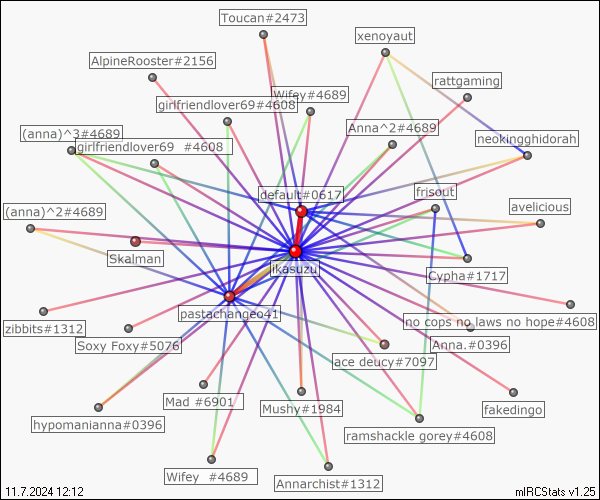 Toucan#2473
xenoyaut
AlpineRooster#2156
rattgaming
Wifey#4689
girlfriendlover69#4608
Anna^2#4689
(anna)^3#4689
neokingghidorah
girlfriendlover69 #4608
default#0617
frisout
(anna)^2#4689
avelicious
Skalman
ikasuzu
Cypha#1717
pastachangeo41
no cops no laws no hope#4608
zibbits#1312
Soxy Foxy#5076
Anna.#0396
ace deucy#7097
Mad #6901
Mushy#1984
fakedingo
hypomanianna#0396
ramshackle gorey#4608
Wifey #4689
Annarchist#1312
11.7.2024 12:12
mIRCStats v1.25